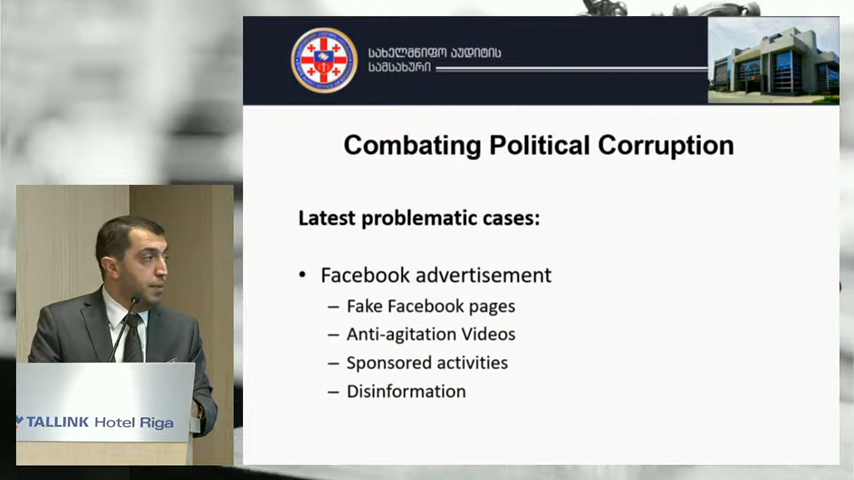 სახელმწიფო აუდიტის
სამსახური
Combating Political Corruption
Latest problematic cases:
• Facebook advertisement
– Fake Facebook pages
– Anti-agitation Videos
– Sponsored activities
– Disinformation
TALLINK Hotel Riga